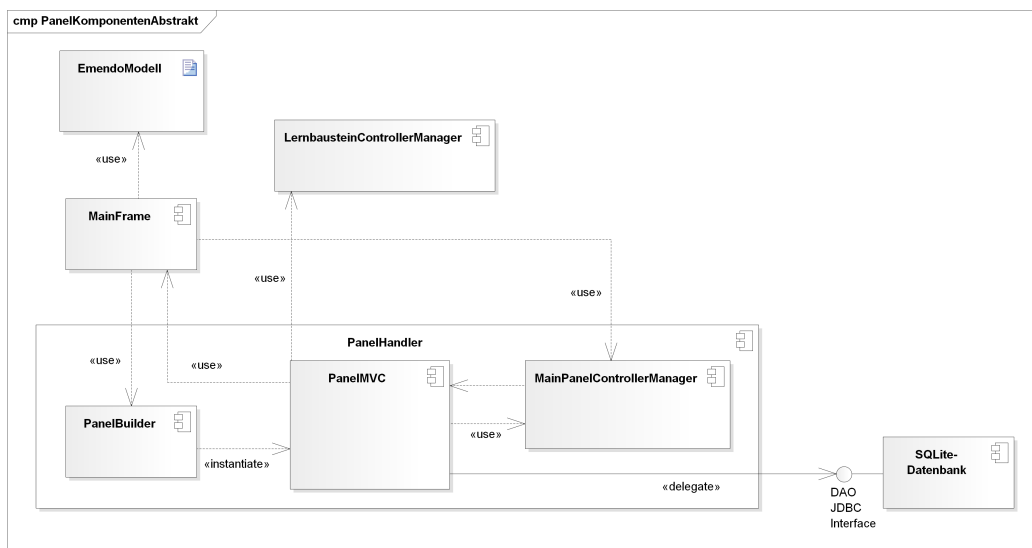 cmp PanelKomponentenAbstrakt
EmendoModell
LernbausteinControllerManager
«use»
MainFrame
«use»
«use»
PanelHandler
«use»
«use»
PanelMVC
MainPanelControllerManager
PanelBuilder
«use»
«instantiate»
SQLite-
Datenbank
«delegate»
DAO
JDBC
Interface